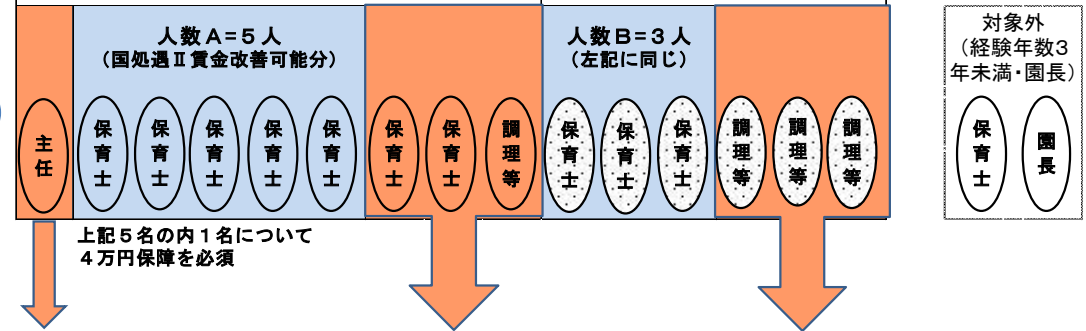 人数A=5人
（国処遇Ⅱ賃金改善可能分）
人数B=3人
（左記に同じ）
対象外
（経験年数3
年未満・園長）
主任
保育士
保育士
保育士
保育士
保育士
保育士
保育士
調理等
保育士
保育士
保育士
調理等
調理等
調理等
保育士
園長
上記５名の内１名について
４万円保障を必須